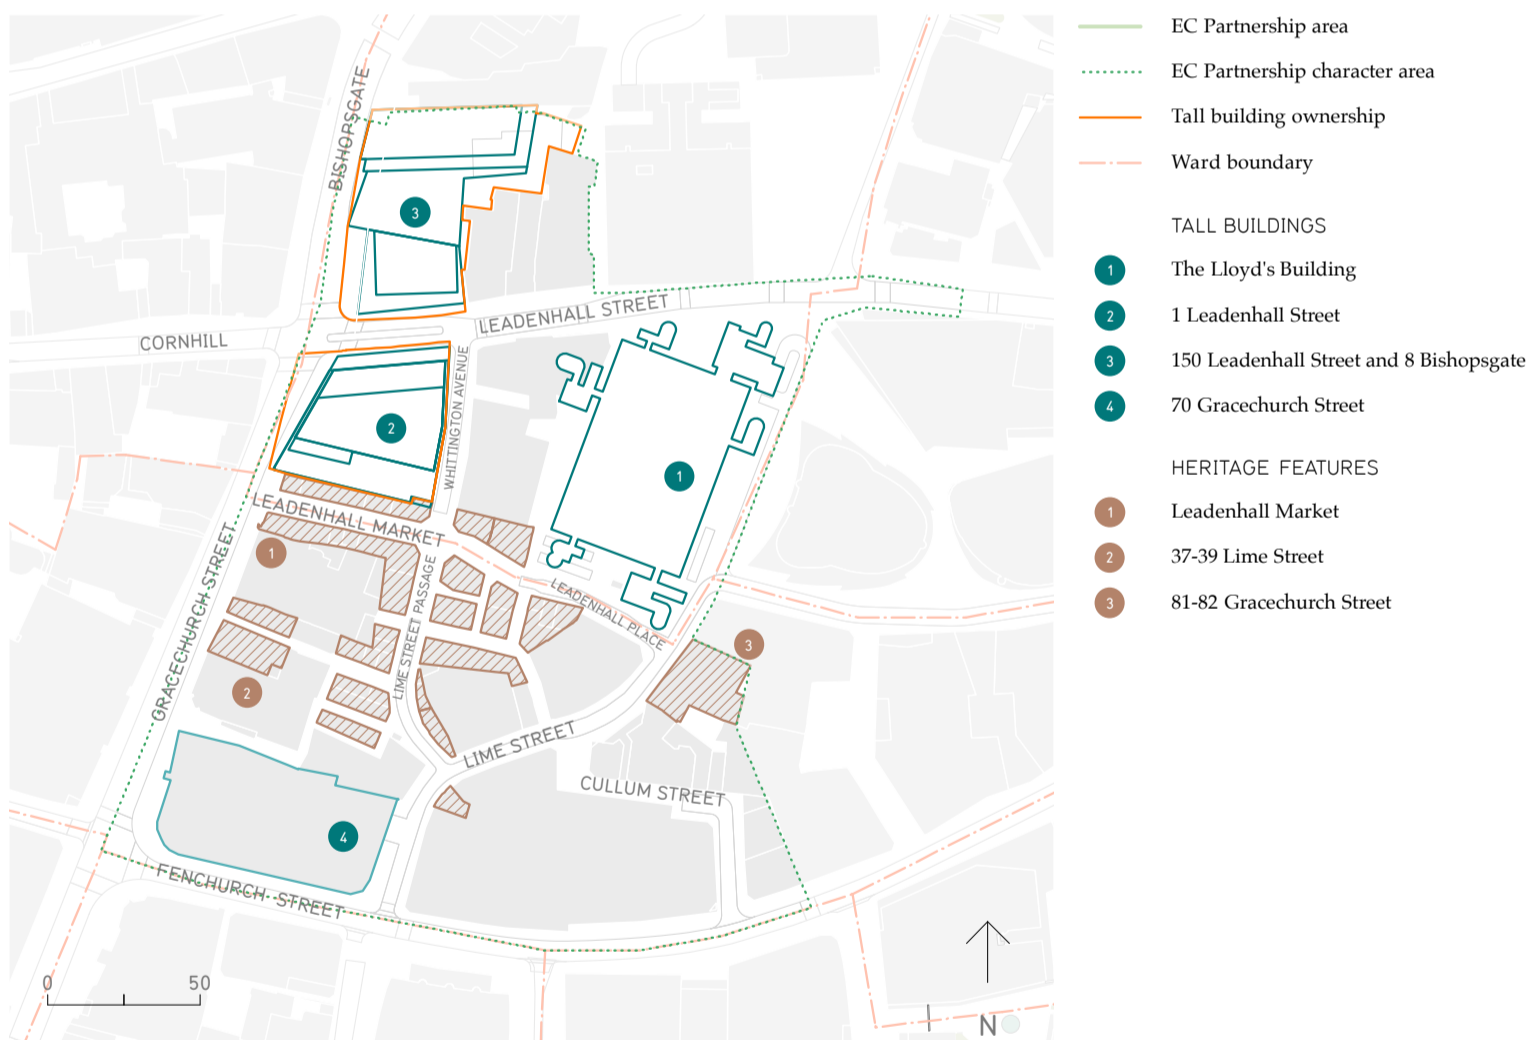 BISHOPSGATE
3
LEADENHALL STREET
CORNHILL
WHITTINGTON AVENUE
2
1
LEADENHALL MARKET
1
GRACECHURCH STREET
LIME STREET PASSAGE
LEADENHALL PLACE
3
2
LIME STREET
CULLUM STREET
4
FENCHURCH STREET
0 50
N
EC Partnership area
EC Partnership character area
Tall building ownership
Ward boundary
TALL BUILDINGS
1 The Lloyd's Building
2 1 Leadenhall Street
3 150 Leadenhall Street and 8 Bishopsgate
4 70 Gracechurch Street
HERITAGE FEATURES
1 Leadenhall Market
2 37-39 Lime Street
3 81-82 Gracechurch Street